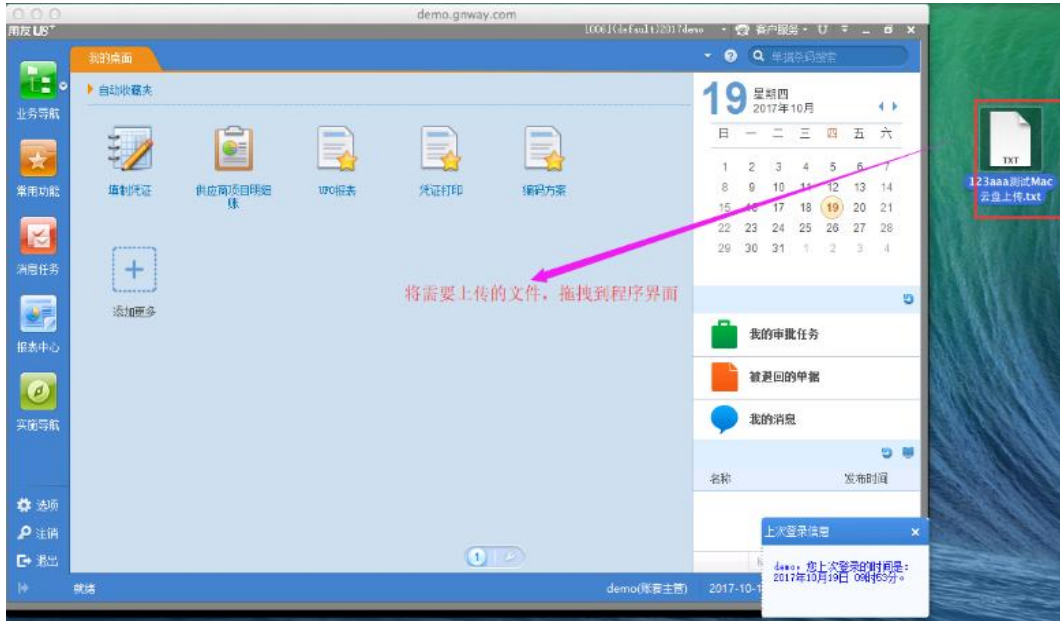 demo.gnway.com
用友U8+
[006](default)2017demo
客户服务
我的桌面
单据条码搜索
业务导航
常用功能
消息任务
报表中心
实施导航
选项
注销
退出
自动收藏夹
填制凭证
供应商项目明细账
UFO报表
凭证打印
编码方案
添加更多
将需要上传的文件，拖拽到程序界面
19 星期四
2017年10月
日 一 二 三 四 五 六
1 2 3 4 5 6 7
8 9 10 11 12 13 14
15 16 17 18 19 20 21
22 23 24 25 26 27 28
29 30 31 1 2 3 4
我的审批任务
被退回的单据
我的消息
名称 发布时间
上次登录信息
demo，您上次登录的时间是：
2017年10月19日 09时53分。
1
就绪
demo(账套主管)
2017-10-1
TXT
123aaa测试Mac
云盘上传.txt